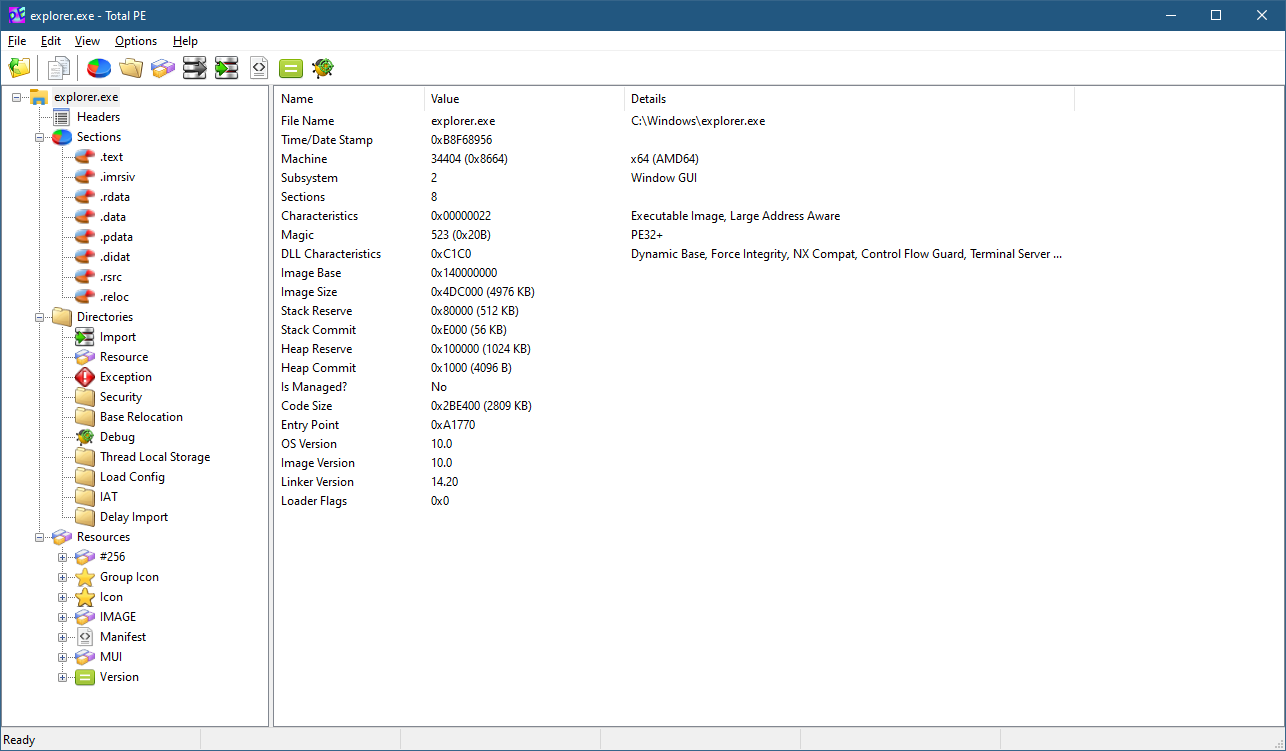 explorer.exe - Total PE
File Edit View Options Help
explorer.exe
Headers
Sections
.text
.imrsiv
.rdata
.data
.pdata
.didat
.rsrc
.reloc
Directories
Import
Resource
Exception
Security
Base Relocation
Debug
Thread Local Storage
Load Config
IAT
Delay Import
Resources
#256
Group Icon
Icon
IMAGE
Manifest
MUI
Version
Name Value Details
File Name explorer.exe C:\Windows\explorer.exe
Time/Date Stamp 0xB8F68956
Machine 34404 (0x8664) x64 (AMD64)
Subsystem 2 Window GUI
Sections 8
Characteristics 0x00000022 Executable Image, Large Address Aware
Magic 523 (0x20B) PE32+
DLL Characteristics 0xC1C0 Dynamic Base, Force Integrity, NX Compat, Control Flow Guard, Terminal Server ...
Image Base 0x140000000
Image Size 0x4DC000 (4976 KB)
Stack Reserve 0x80000 (512 KB)
Stack Commit 0xE000 (56 KB)
Heap Reserve 0x100000 (1024 KB)
Heap Commit 0x1000 (4096 B)
Is Managed? No
Code Size 0x2BE400 (2809 KB)
Entry Point 0xA1770
OS Version 10.0
Image Version 10.0
Linker Version 14.20
Loader Flags 0x0
Ready